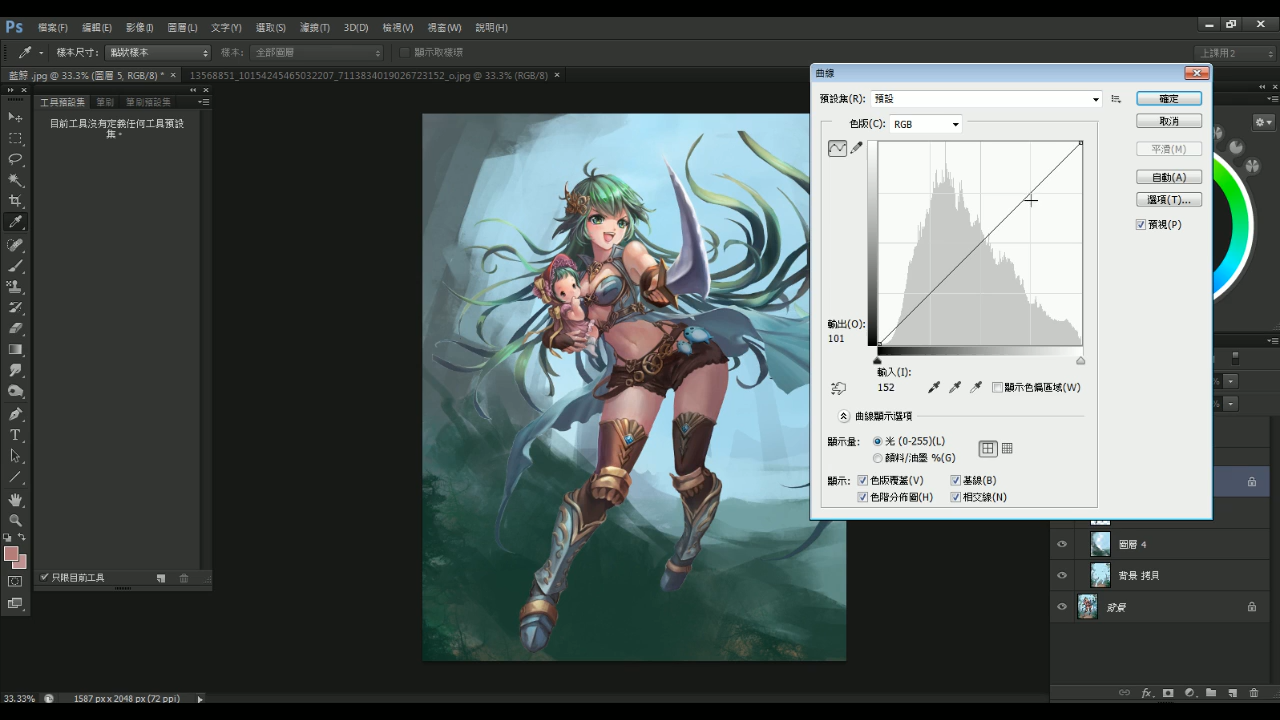 Ps 檔案(F) 編輯(E) 影像(I) 圖層(L) 文字(Y) 選取(S) 濾鏡(T) 3D(D) 檢視(V) 視窗(W) 說明(H)
樣本尺寸: 點狀樣本 樣本: 全部圖層 顯示取樣環 上課用2
.jpg @ 33.3% (圖層 5, RGB/8) * × 13568851_10154245465032207_7113834019026723152_o.jpg @ 33.3% (RGB/8) ×
工具預設集 筆刷 筆刷預設集
目前工具沒有定義任何工具預設
集。
只限目前工具
曲線
預設集(R): 預設
色版(C): RGB
確定
取消
平滑(M)
自動(A)
選項(T)...
預視(P)
輸出(O):
101
輸入(I):
152
顯示色偏區域(W)
曲線顯示選項
顯示量: 光 (0-255)(L)
顏料/油墨 %(G)
顯示: 色版覆蓋(V) 基線(B)
色階分佈圖(H) 相交線(N)
圖層 4
背景 拷貝
背景
33.33% 1587 px x 2048 px (72 ppi)
fx